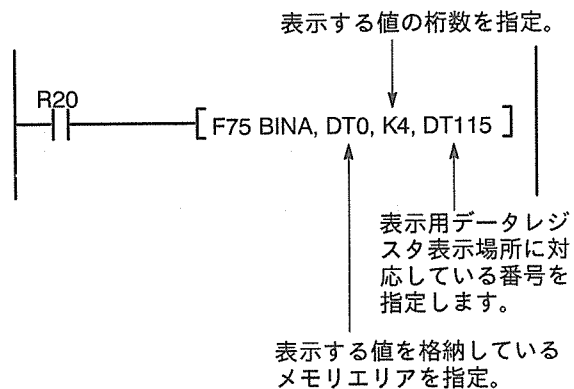 表示する値の桁数を指定。
R20
[ F75 BINA, DT0, K4, DT115 ]
表示用データレジ
スタ表示場所に対
応している番号を
指定します。
表示する値を格納している
メモリエリアを指定。